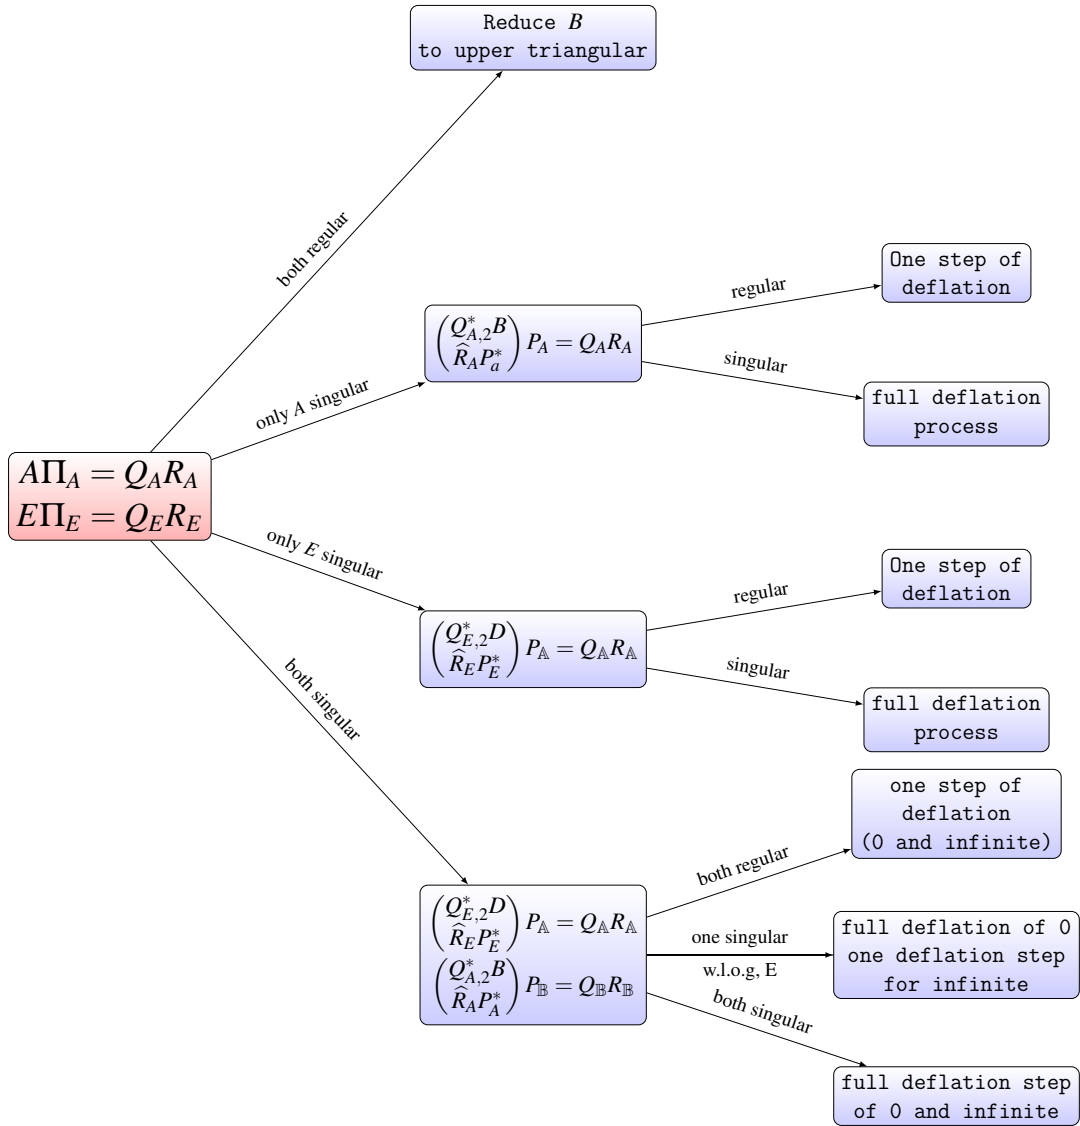 Reduce B
to upper triangular
both regular
One step of
deflation
regular
(Q*_{A,2}B
R̂_A P*_a) P_A = Q_A R_A
singular
full deflation
process
only A singular
AΠ_A = Q_A R_A
EΠ_E = Q_E R_E
only E singular
One step of
deflation
regular
(Q*_{E,2}D
R̂_E P*_E) P_𝔸 = Q_𝔸 R_𝔸
singular
full deflation
process
both singular
one step of
deflation
(0 and infinite)
both regular
(Q*_{E,2}D
R̂_E P*_E) P_𝔸 = Q_𝔸 R_𝔸
(Q*_{A,2}B
R̂_A P*_A) P_𝔹 = Q_𝔹 R_𝔹
one singular
w.l.o.g, E
full deflation of 0
one deflation step
for infinite
both singular
full deflation step
of 0 and infinite